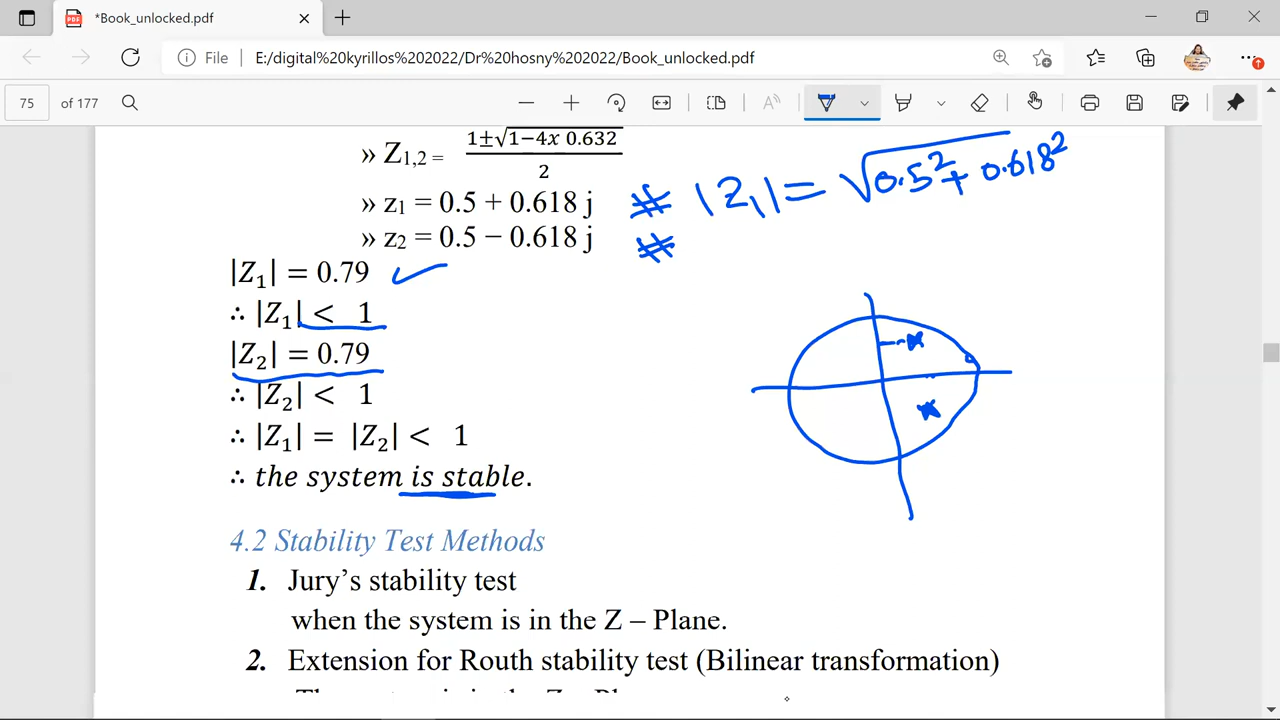 *Book_unlocked.pdf
File E:/digital%20kyrillos%202022/Dr%20hosny%202022/Book_unlocked.pdf
75 of 177
» Z1,2 = 1±√1−4x 0.632 / 2
» z1 = 0.5 + 0.618 j # |Z1| = √0.5² + 0.618²
» z2 = 0.5 − 0.618 j #
|Z1| = 0.79
∴ |Z1| < 1
|Z2| = 0.79
∴ |Z2| < 1
∴ |Z1| = |Z2| < 1
∴ the system is stable.
4.2 Stability Test Methods
1. Jury’s stability test
when the system is in the Z – Plane.
2. Extension for Routh stability test (Bilinear transformation)